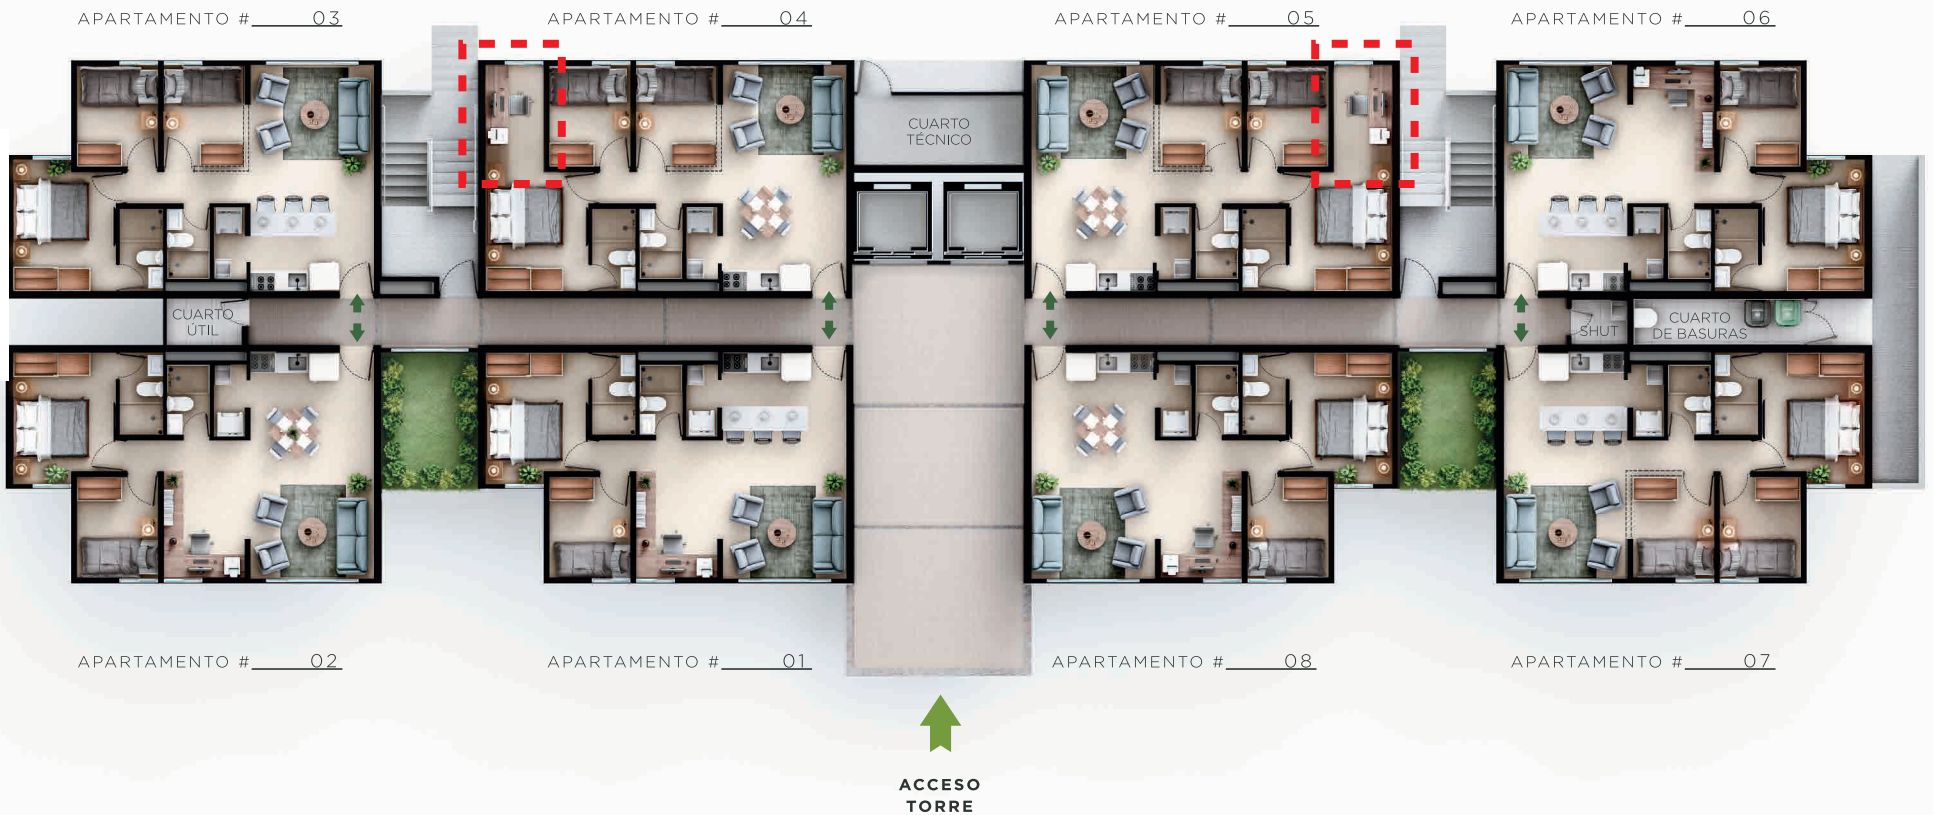 APARTAMENTO # 03
APARTAMENTO # 04
APARTAMENTO # 05
APARTAMENTO # 06
CUARTO
TÉCNICO
CUARTO
ÚTIL
SHUT
CUARTO
DE BASURAS
APARTAMENTO # 02
APARTAMENTO # 01
APARTAMENTO # 08
APARTAMENTO # 07
ACCESO
TORRE